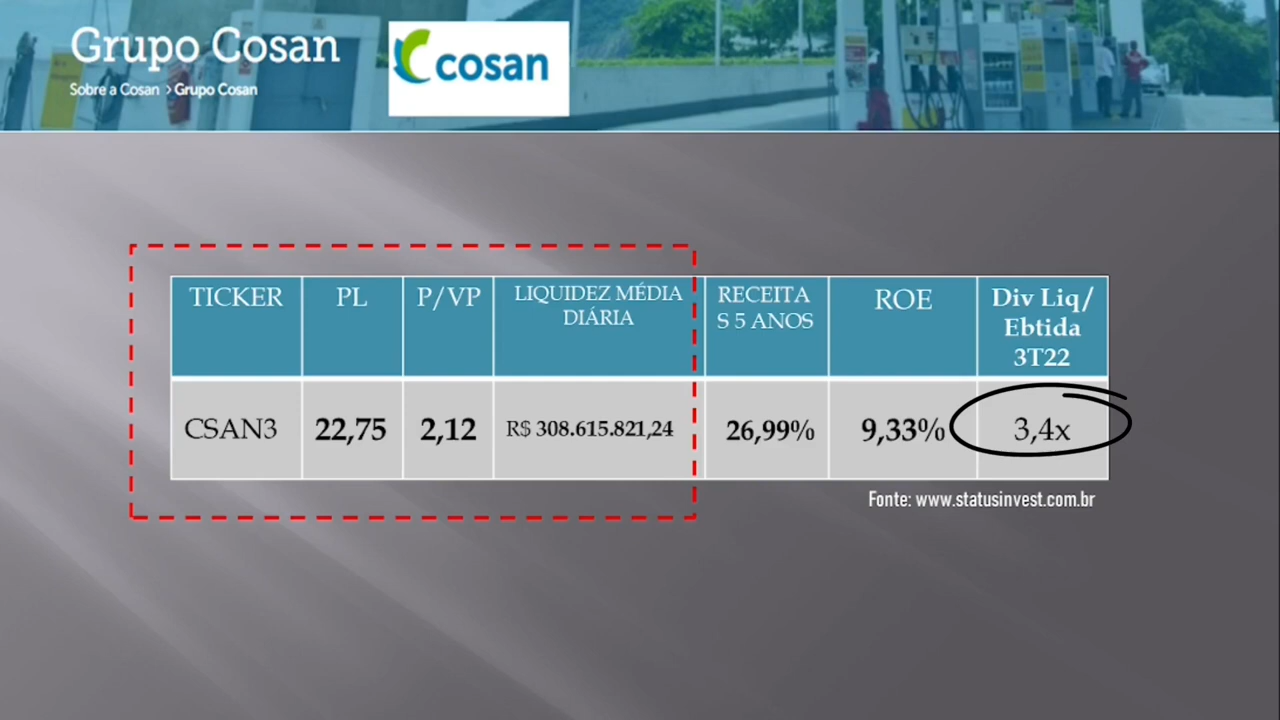 Grupo Cosan
Sobre a Cosan > Grupo Cosan
cosan
TICKER
PL
P/VP
LIQUIDEZ MÉDIA
DIÁRIA
RECEITA
S 5 ANOS
ROE
Div Liq/
Ebtida
3T22
CSAN3
22,75
2,12
R$ 308.615.821,24
26,99%
9,33%
3,4x
Fonte: www.statusinvest.com.br